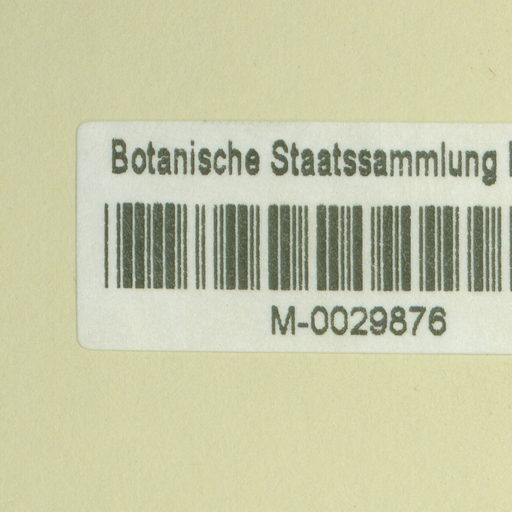 Botanische Staatssammlung
M-0029876